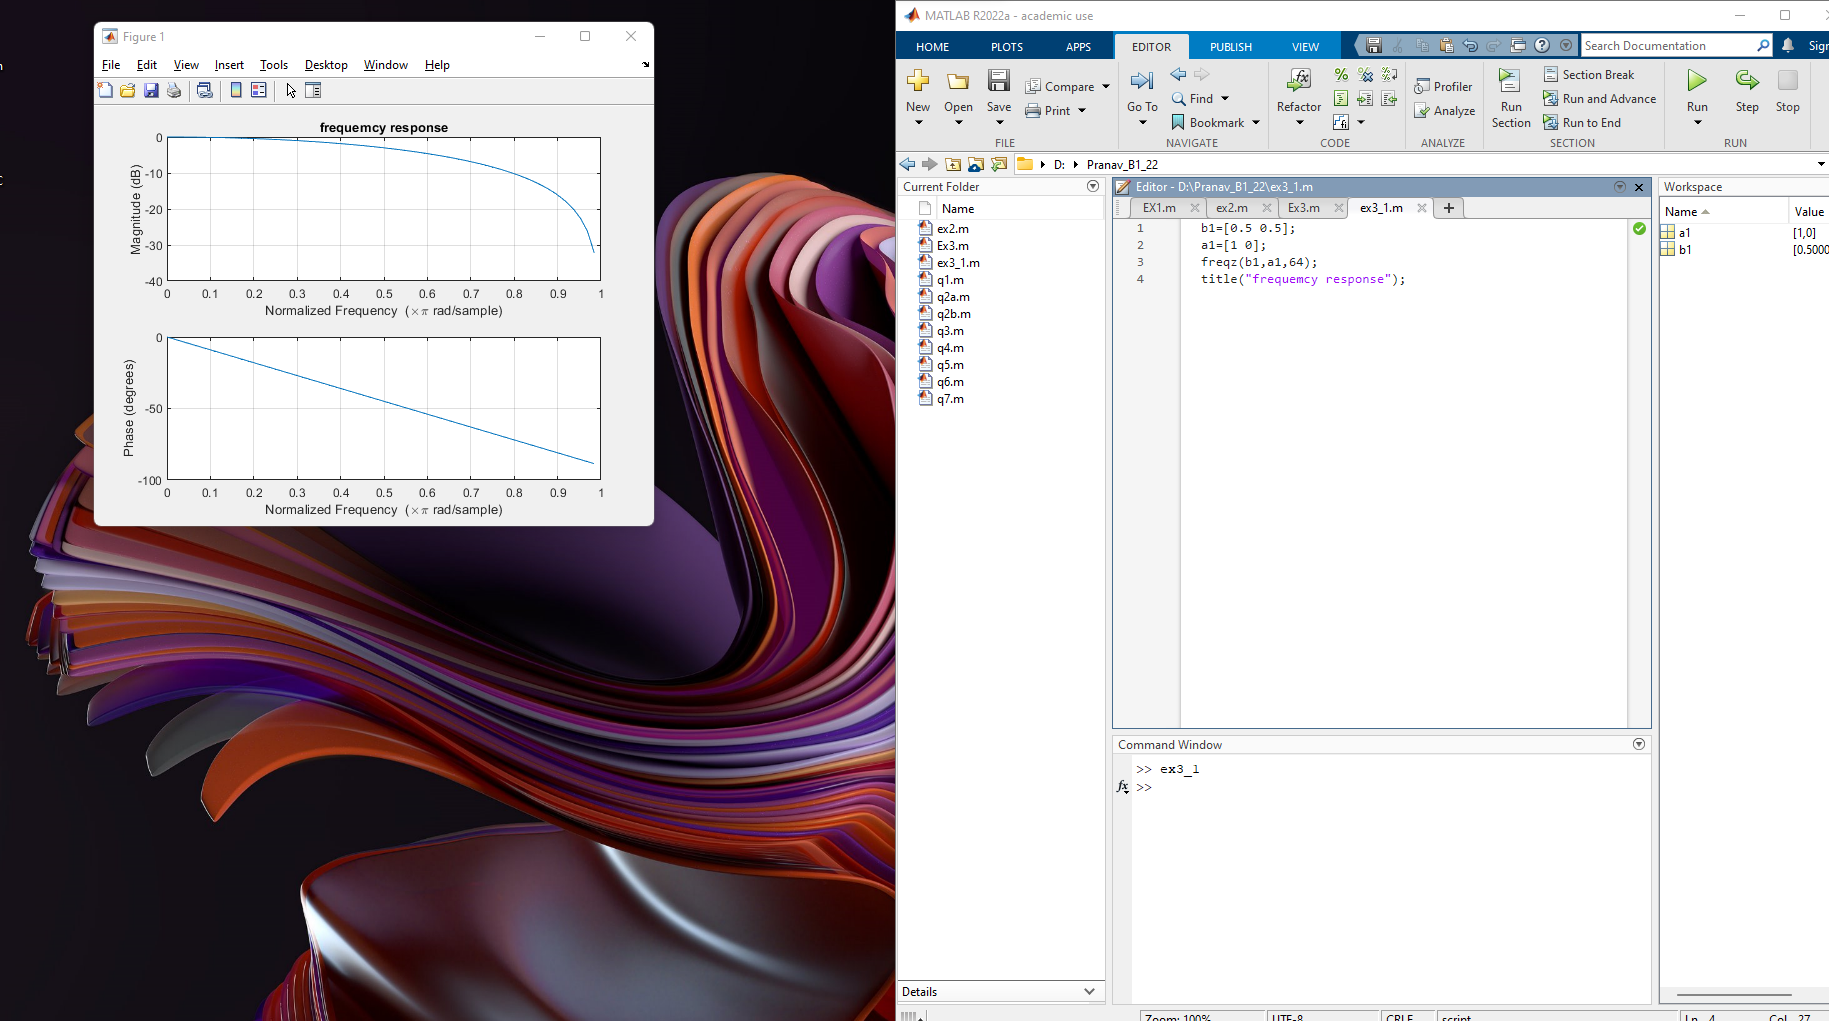 Figure 1
File Edit View Insert Tools Desktop Window Help
frequemcy response
Magnitude (dB)
0
-10
-20
-30
-40
0 0.1 0.2 0.3 0.4 0.5 0.6 0.7 0.8 0.9 1
Normalized Frequency (×π rad/sample)
Phase (degrees)
0
-50
-100
0 0.1 0.2 0.3 0.4 0.5 0.6 0.7 0.8 0.9 1
Normalized Frequency (×π rad/sample)
MATLAB R2022a - academic use
HOME PLOTS APPS EDITOR PUBLISH VIEW
Search Documentation
Sign
New Open Save
Compare
Print
FILE
Go To
Find
Bookmark
NAVIGATE
Refactor
CODE
Profiler
Analyze
ANALYZE
Run Section
Section Break
Run and Advance
Run to End
SECTION
Run Step Stop
RUN
D: Pranav_B1_22
Current Folder
Name
ex2.m
Ex3.m
ex3_1.m
q1.m
q2a.m
q2b.m
q3.m
q4.m
q5.m
q6.m
q7.m
Details
Editor - D:\Pranav_B1_22\ex3_1.m
EX1.m ex2.m Ex3.m ex3_1.m
1 b1=[0.5 0.5];
2 a1=[1 0];
3 freqz(b1,a1,64);
4 title("frequemcy response");
Command Window
>> ex3_1
fx >>
Workspace
Name Value
a1 [1,0]
b1 [0.5000
Zoom: 100% UTF-8 CRLF script Ln 4 Col 27